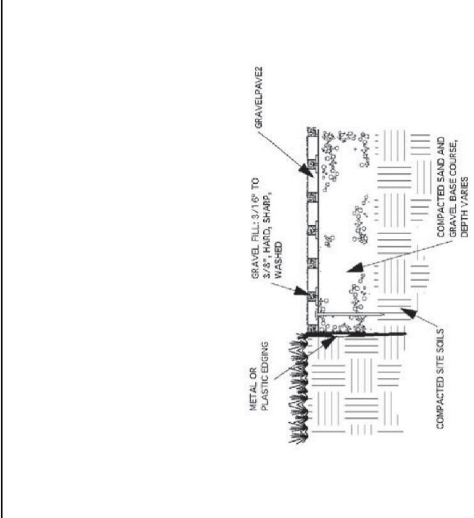 METAL OR
PLASTIC EDGING
GRAVEL FILL: 3/16" TO
3/8", HARD, SHARP,
WASHED
GRAVELPAVE2
COMPACTED SITE SOILS
COMPACTED SAND AND
GRAVEL BASE COURSE,
DEPTH VARIES